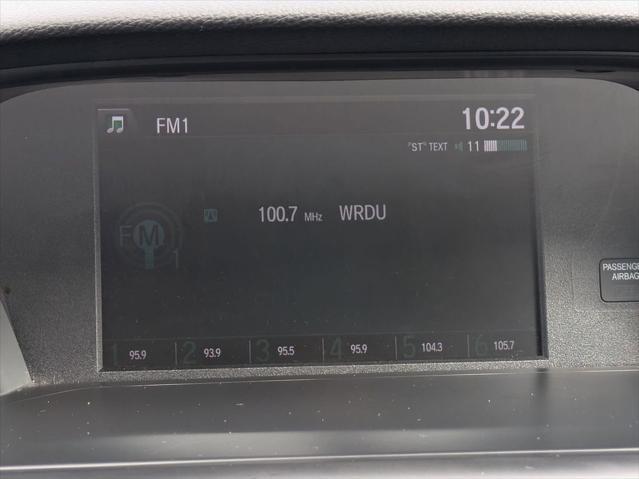 FM1 10:22
"ST" TEXT 11
100.7 MHz WRDU
FM 1
1 95.9 2 93.9 3 95.5 4 95.9 5 104.3 6 105.7
PASSENGE
AIRBAG